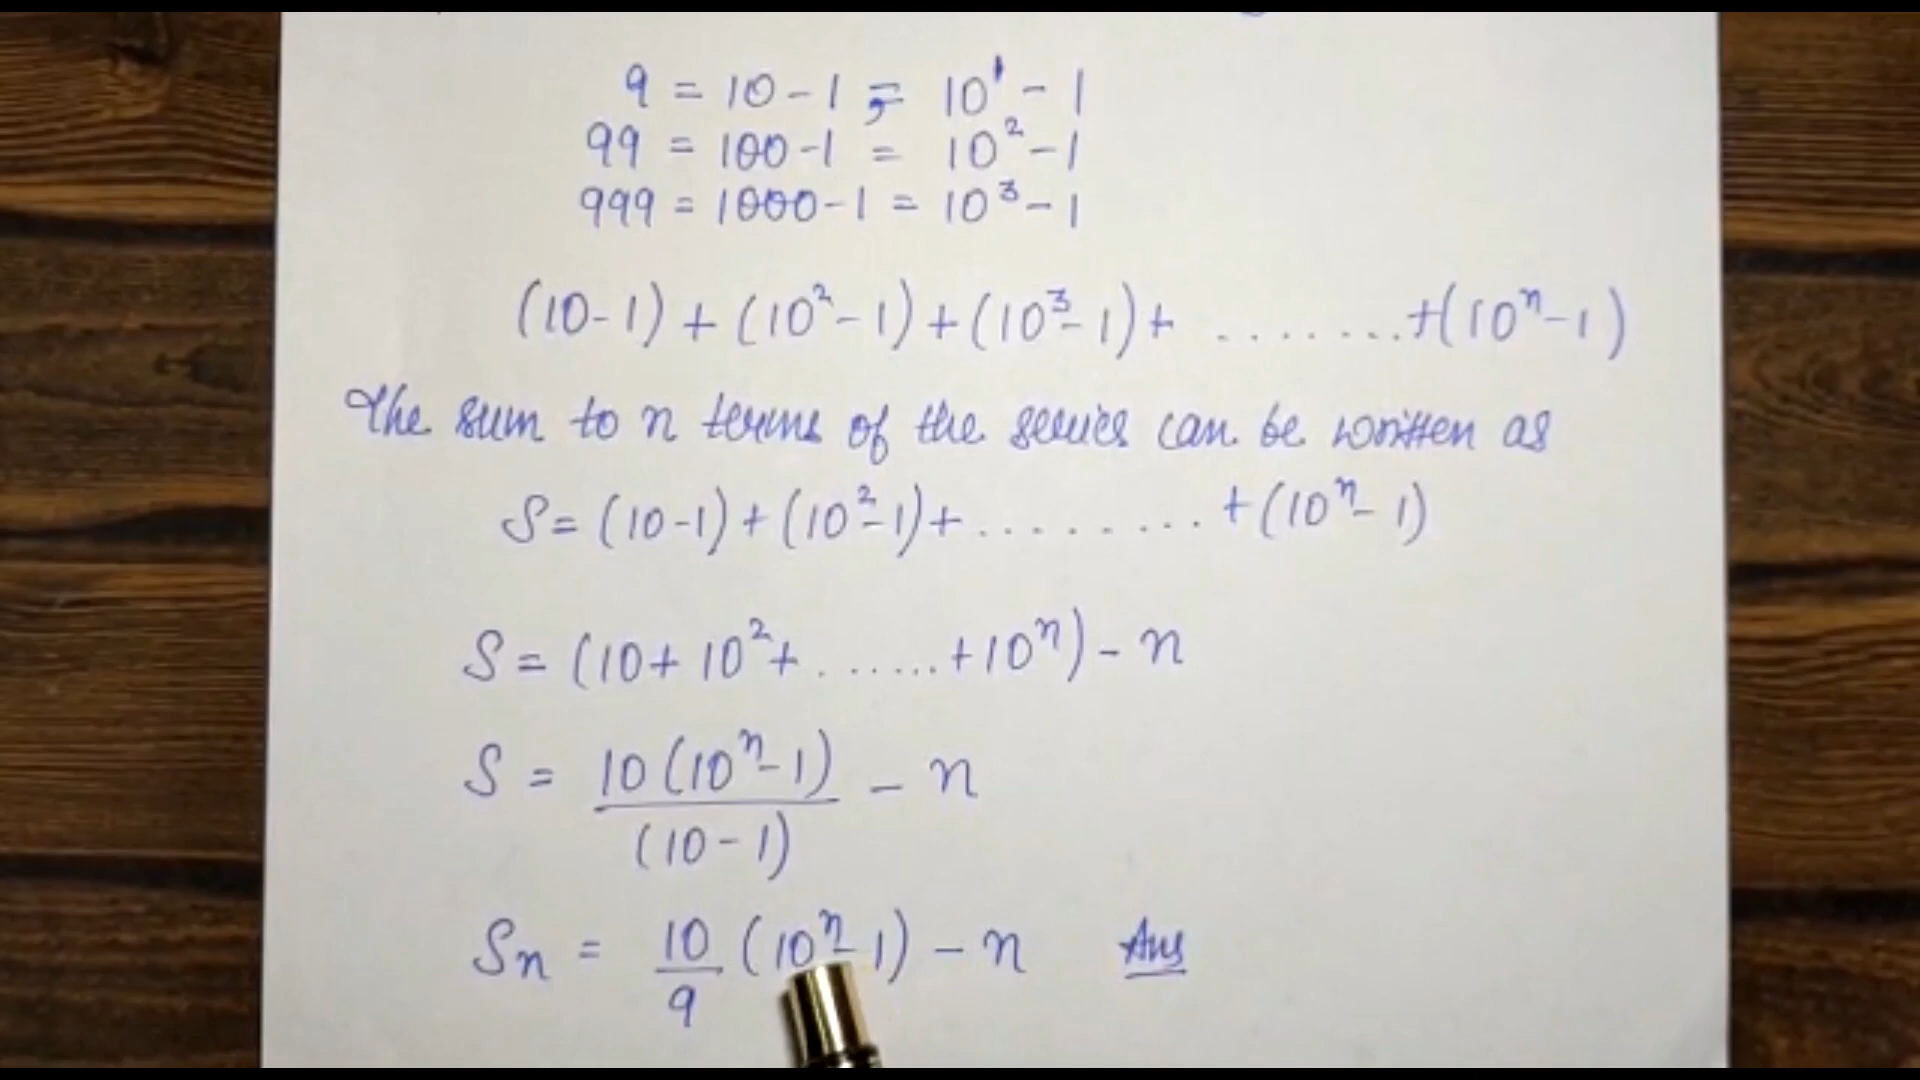 9 = 10 - 1 , = 10¹ - 1
99 = 100 - 1 = 10² - 1
999 = 1000 - 1 = 10³ - 1
(10-1) + (10²-1) + (10³-1) + ....... + (10ⁿ-1)
The sum to n terms of the series can be written as
S = (10-1) + (10²-1) + ......... + (10ⁿ-1)
S = (10 + 10² + ...... + 10ⁿ) - n
S = 10(10ⁿ-1) / (10-1) - n
Sn = 10/9 (10ⁿ-1) - n Ans